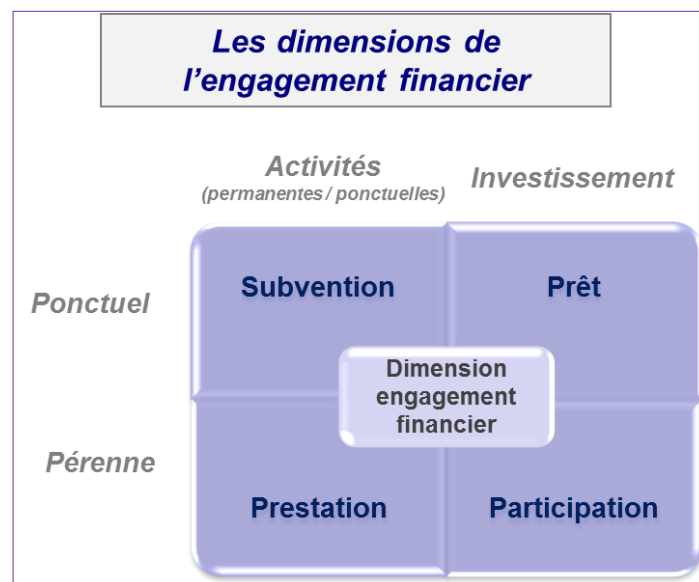 Les dimensions de
l’engagement financier
Activités
(permanentes / ponctuelles)
Investissement
Ponctuel
Subvention
Prêt
Dimension
engagement
financier
Pérenne
Prestation
Participation